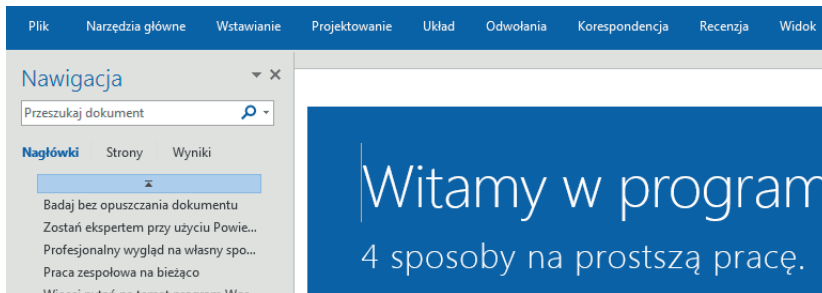 Plik Narzędzia główne Wstawianie Projektowanie Układ Odwołania Korespondencja Recenzja Widok
Nawigacja
Przeszukaj dokument
Nagłówki Strony Wyniki
Badaj bez opuszczania dokumentu
Zostań ekspertem przy użyciu Powie...
Profesjonalny wygląd na własny spo...
Praca zespołowa na bieżąco
Witamy w program
4 sposoby na prostszą pracę.